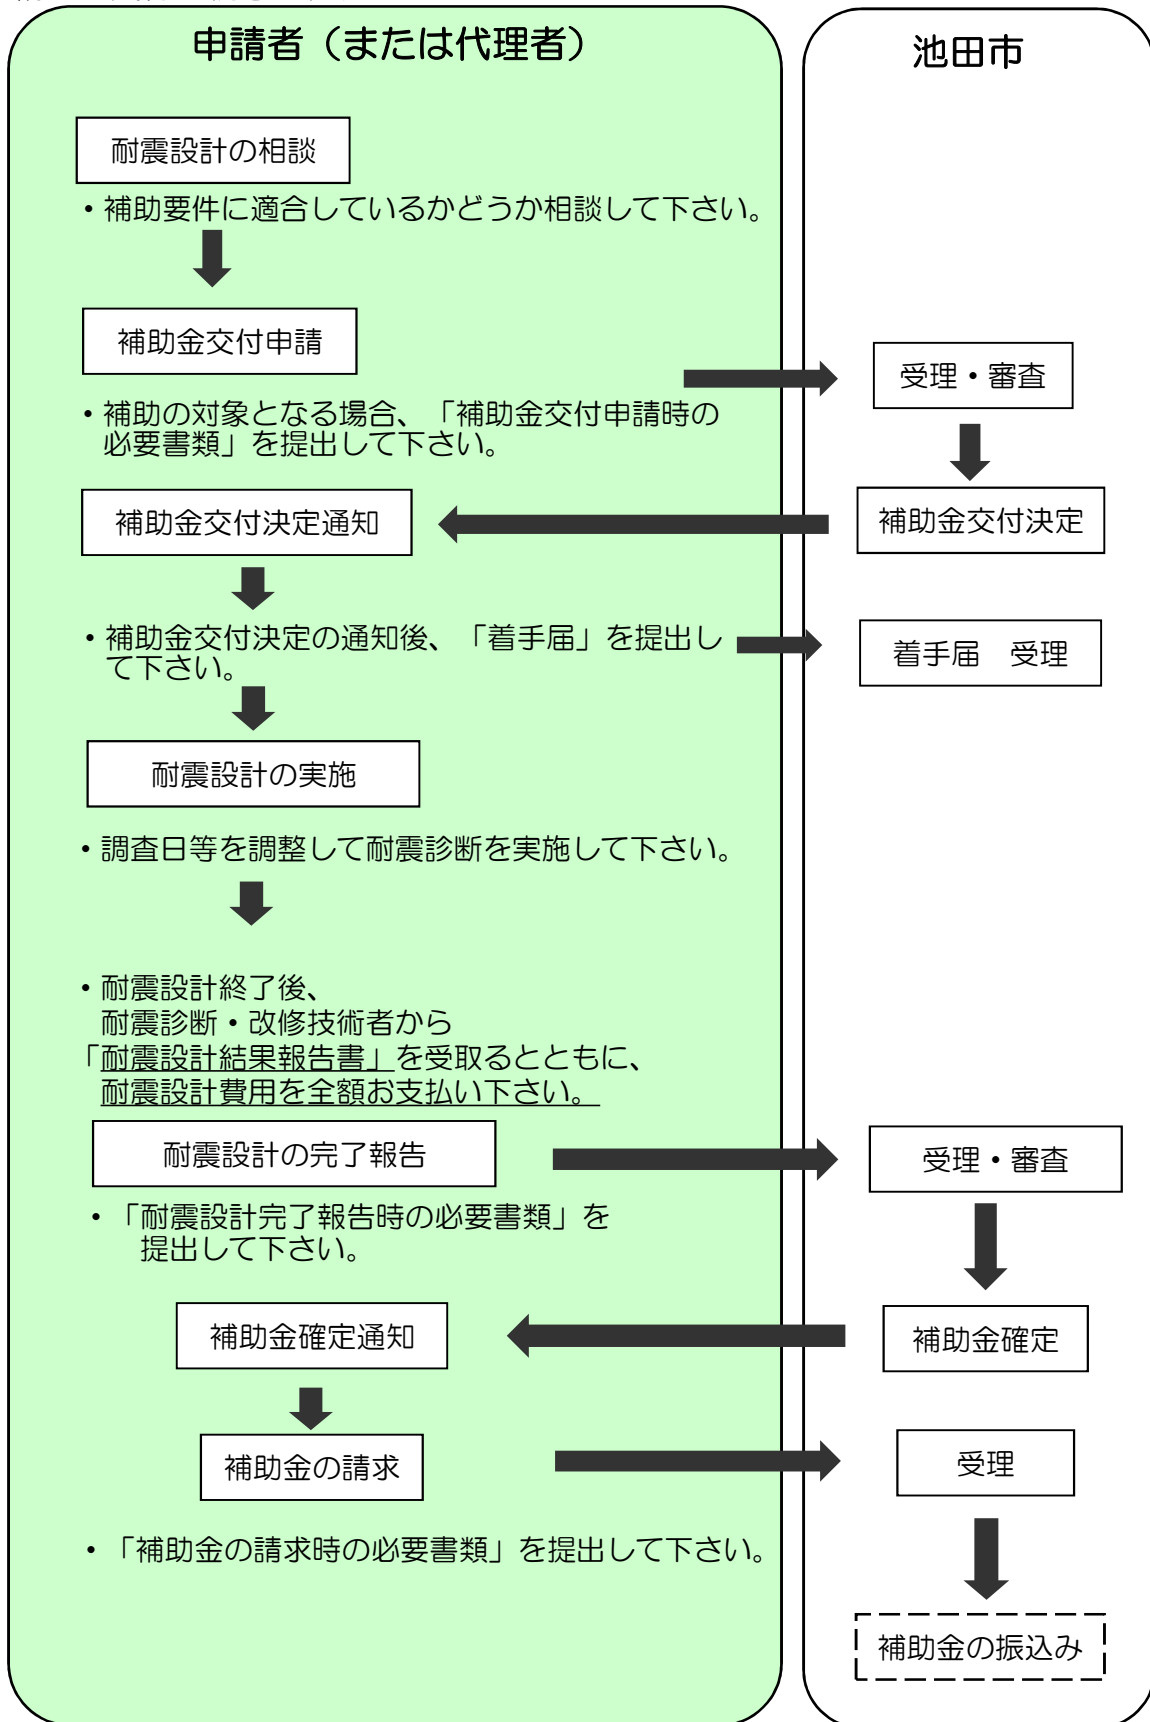 申請者（または代理者）
池田市
耐震設計の相談
・補助要件に適合しているかどうか相談して下さい。
補助金交付申請
受理・審査
・補助の対象となる場合、「補助金交付申請時の
必要書類」を提出して下さい。
補助金交付決定通知
補助金交付決定
・補助金交付決定の通知後、「着手届」を提出し
て下さい。
着手届　受理
耐震設計の実施
・調査日等を調整して耐震診断を実施して下さい。
・耐震設計終了後、
耐震診断・改修技術者から
「耐震設計結果報告書」を受取るとともに、
耐震設計費用を全額お支払い下さい。
耐震設計の完了報告
受理・審査
・「耐震設計完了報告時の必要書類」を
提出して下さい。
補助金確定通知
補助金確定
補助金の請求
受理
・「補助金の請求時の必要書類」を提出して下さい。
補助金の振込み